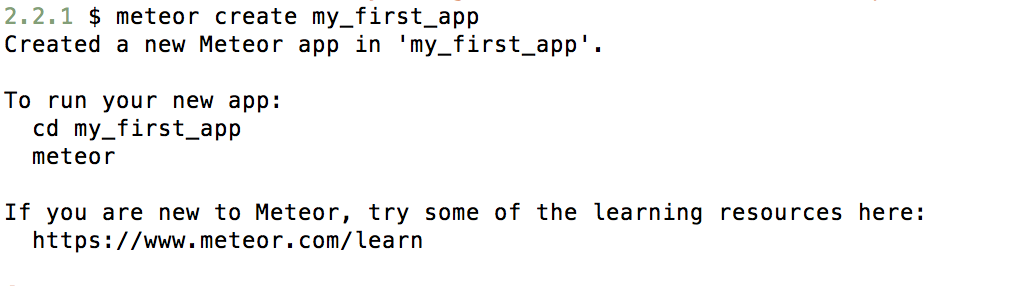 2.2.1 $ meteor create my_first_app
Created a new Meteor app in 'my_first_app'.
To run your new app:
cd my_first_app
meteor
If you are new to Meteor, try some of the learning resources here:
https://www.meteor.com/learn